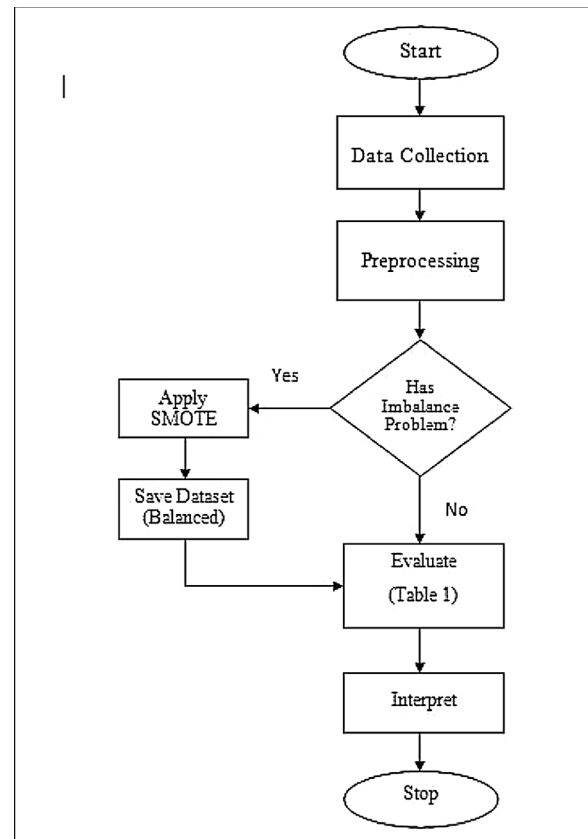 Start
Data Collection
Preprocessing
Has
Imbalance
Problem?
Yes
Apply
SMOTE
Save Dataset
(Balanced)
No
Evaluate
(Table 1)
Interpret
Stop